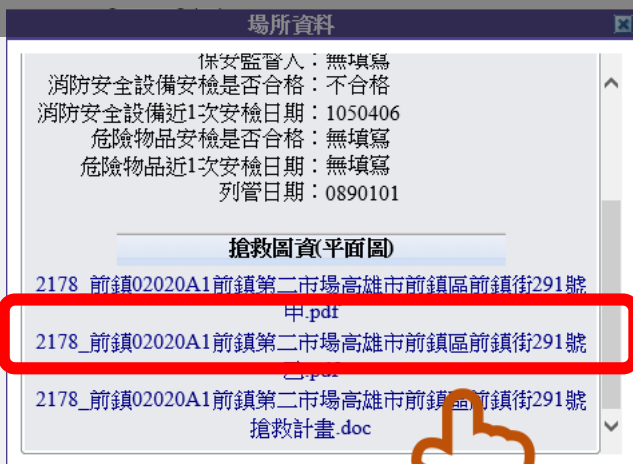 場所資料
保安監督人：無填寫
消防安全設備安檢是否合格：不合格
消防安全設備近1次安檢日期：1050406
危險物品安檢是否合格：無填寫
危險物品近1次安檢日期：無填寫
列管日期：0890101
搶救圖資(平面圖)
2178_前鎮02020A1前鎮第二市場高雄市前鎮區前鎮街291號
甲.pdf
2178_前鎮02020A1前鎮第二市場高雄市前鎮區前鎮街291號
乙.pdf
2178_前鎮02020A1前鎮第二市場高雄市前鎮區前鎮街291號
搶救計畫.doc